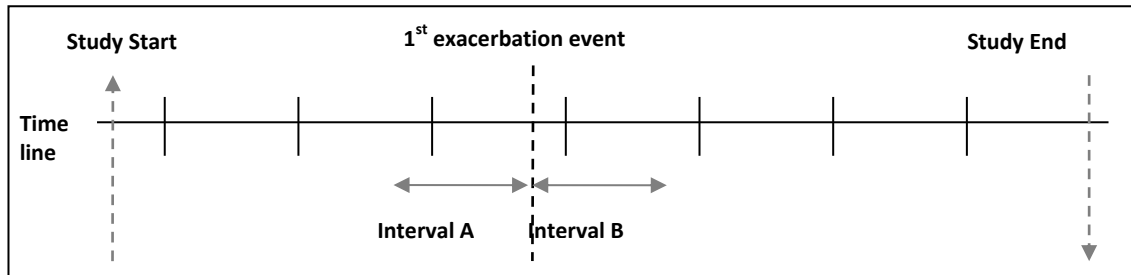 1st exacerbation event
Study Start
Study End
Time
line
Interval A
Interval B